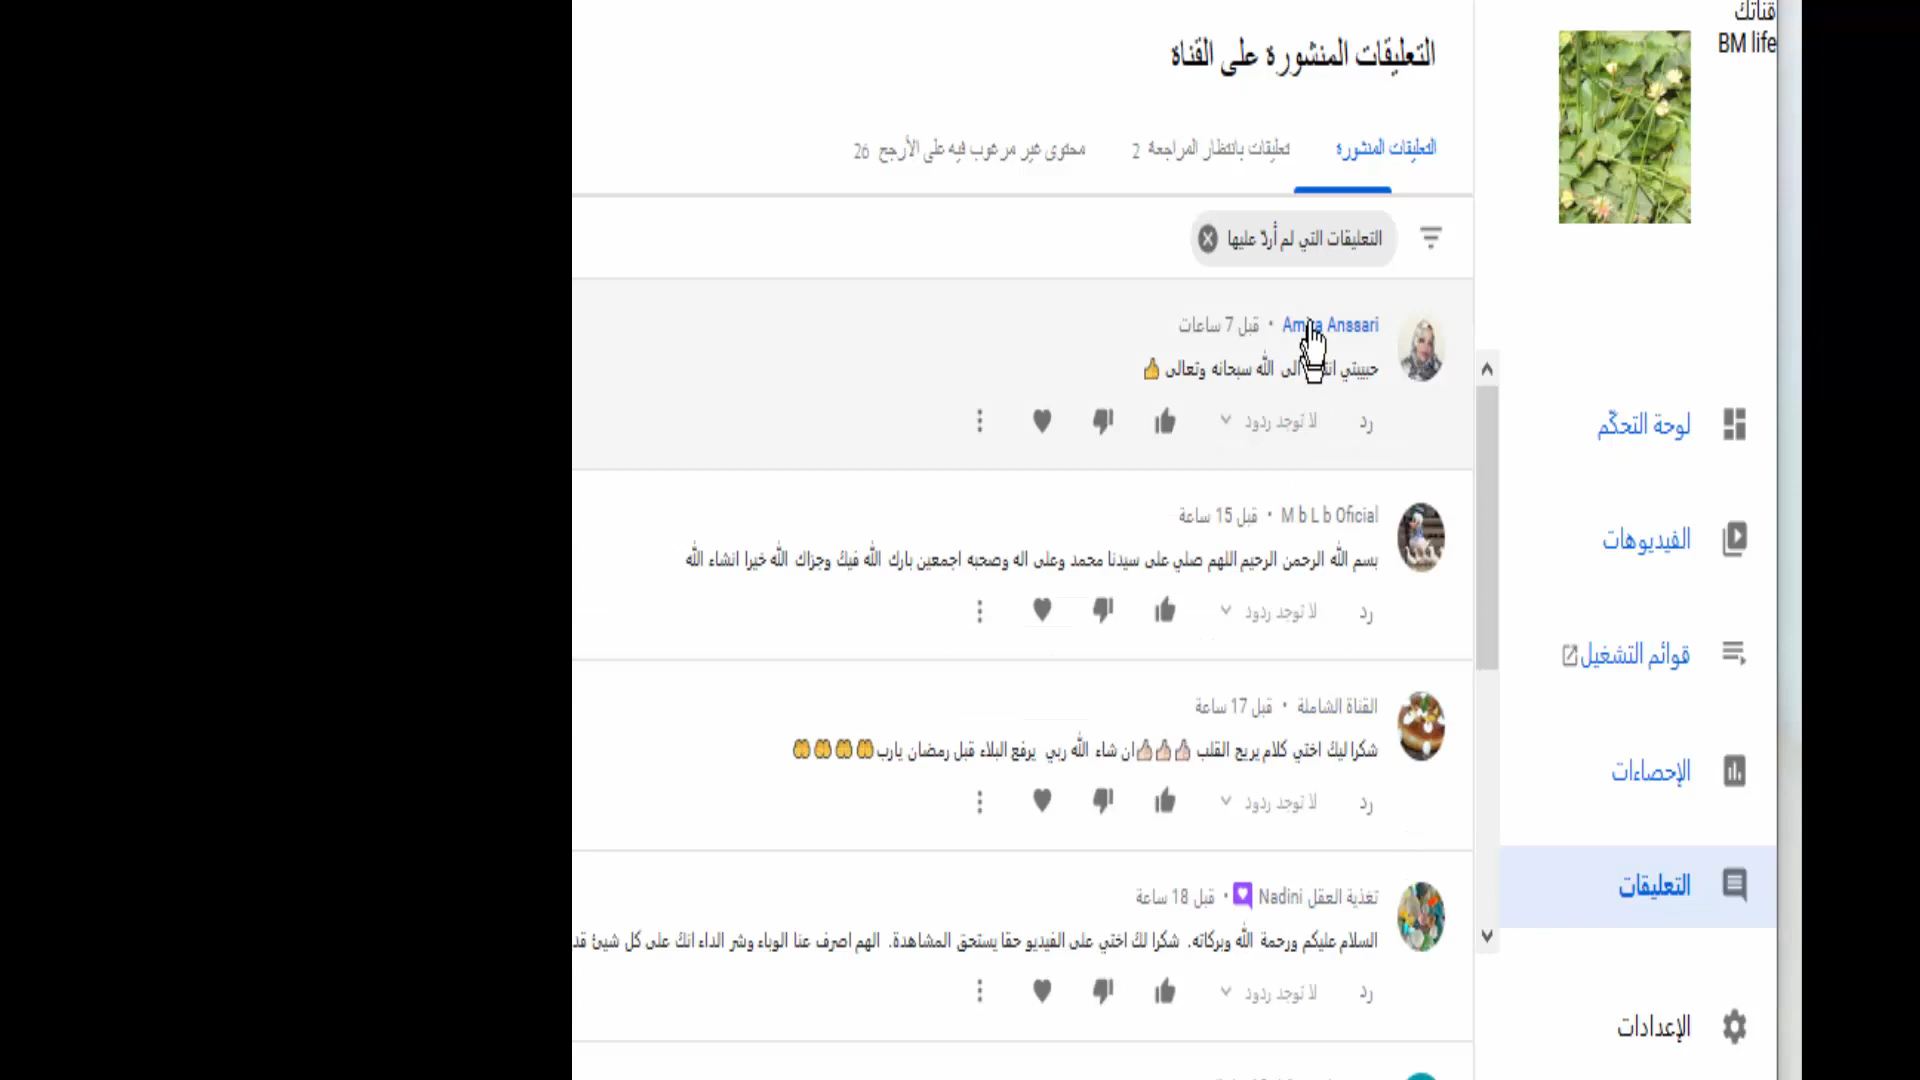 قناتك
BM life
التعليقات المنشورة على القناة
التعليقات المنشورة
تعليقات بانتظار المراجعة 2
محتوى غير مرغوب فيه على الأرجح 26
التعليقات التي لم أردّ عليها
Anssari • قبل 7 ساعات
حبيبتي الى الله سبحانه وتعالى 👍
رد لا توجد ردود
M b L b Oficial • قبل 15 ساعة
بسم الله الرحمن الرحيم اللهم صلي على سيدنا محمد وعلى اله وصحبه اجمعين بارك الله فيك وجزاك الله خيرا انشاء الله
رد لا توجد ردود
القناة الشاملة • قبل 17 ساعة
شكرا ليك اختي كلام يريح القلب 👍🏻👍🏻👍🏻ان شاء الله ربي يرفع البلاء قبل رمضان يارب🤲🤲🤲🤲
رد لا توجد ردود
تغذية العقل Nadini • قبل 18 ساعة
السلام عليكم ورحمة الله وبركاته. شكرا لك اختي على الفيديو حقا يستحق المشاهدة. الهم اصرف عنا الوباء وشر الداء انك على كل شيئ قد
رد لا توجد ردود
لوحة التحكّم
الفيديوهات
قوائم التشغيل
الإحصاءات
التعليقات
الإعدادات